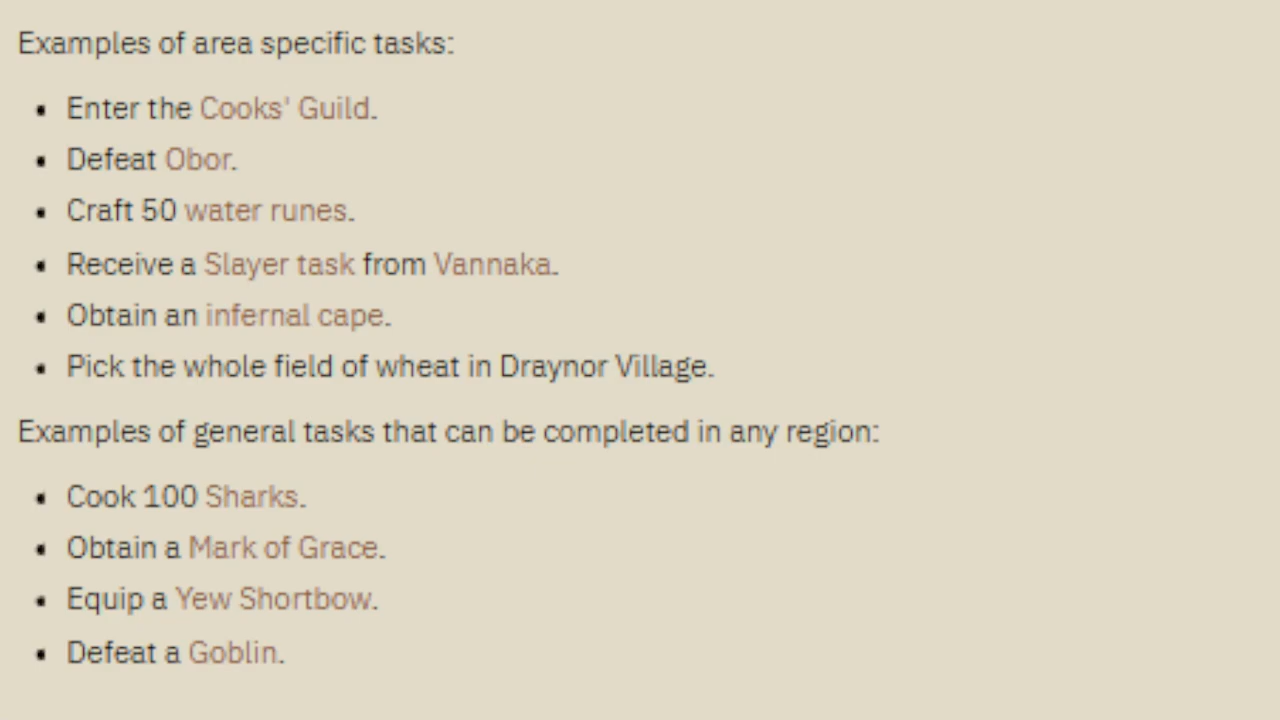 Examples of area specific tasks:
Enter the Cooks' Guild.
Defeat Obor.
Craft 50 water runes.
Receive a Slayer task from Vannaka.
Obtain an infernal cape.
Pick the whole field of wheat in Draynor Village.
Examples of general tasks that can be completed in any region:
Cook 100 Sharks.
Obtain a Mark of Grace.
Equip a Yew Shortbow.
Defeat a Goblin.